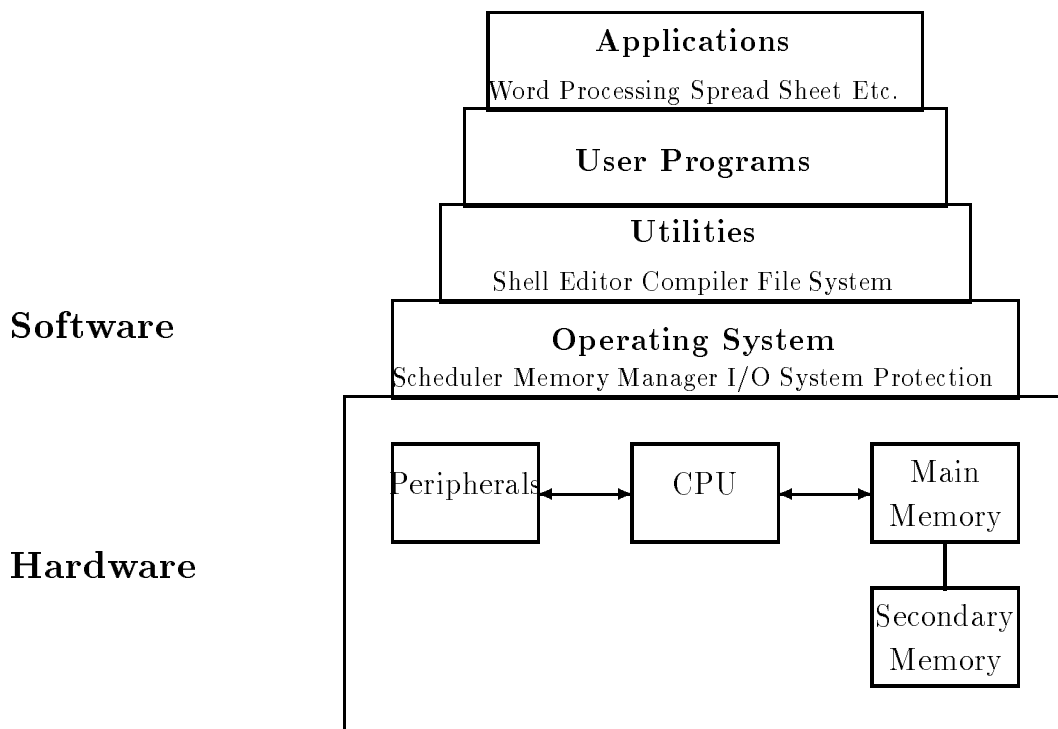 Applications
Word Processing Spread Sheet Etc.
User Programs
Utilities
Shell Editor Compiler File System
Software
Operating System
Scheduler Memory Manager I/O System Protection
Peripherals
CPU
Main
Memory
Hardware
Secondary
Memory